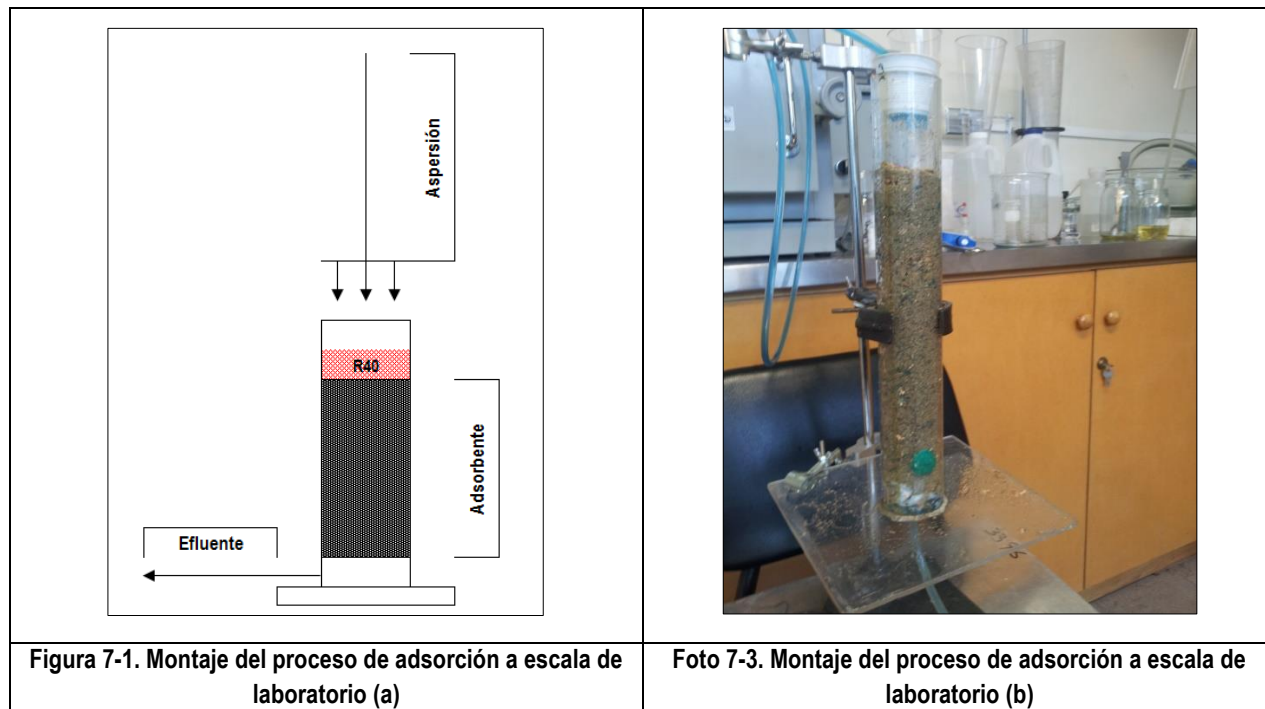 Aspersión
R40
Adsorbente
Efluente
Figura 7-1. Montaje del proceso de adsorción a escala de
laboratorio (a)
Foto 7-3. Montaje del proceso de adsorción a escala de
laboratorio (b)